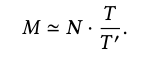 M ≃ N · T/T′.